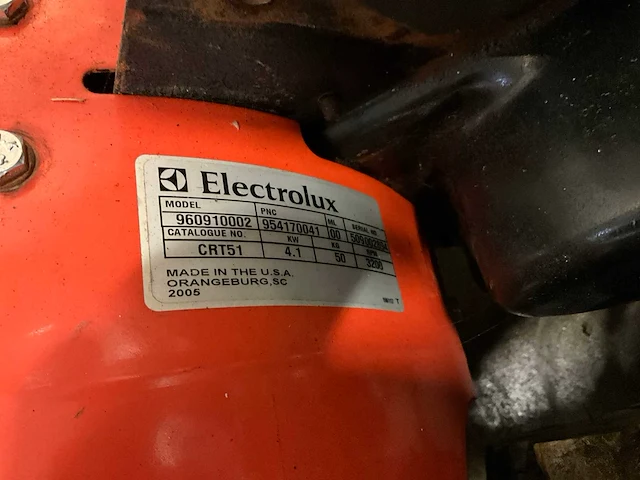 Electrolux
MODEL PNC ML SERIAL NO.
960910002 954170041 00
CATALOGUE NO. KW KG RPM
CRT51 4.1 50 3200
MADE IN THE U.S.A.
ORANGEBURG,SC
2005